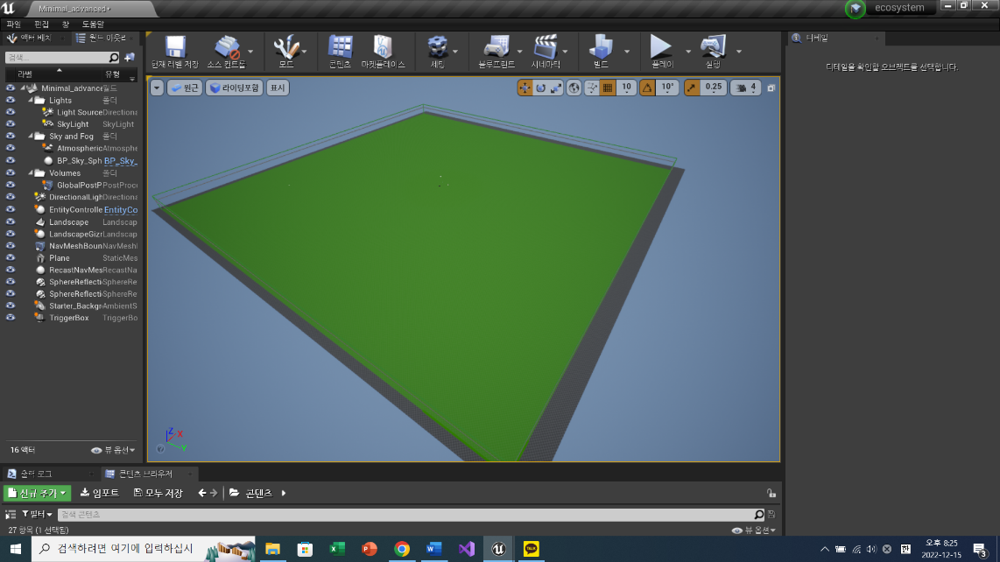 Minimal_advanced*
ecosystem
파일 편집 창 도움말
액터 배치
월드 아웃라
디테일
검색...
라벨
유형
Minimal_advanc 월드
Lights 폴더
Light Source Directiona
SkyLight SkyLight
Sky and Fog 폴더
Atmospheric Atmosphe
BP_Sky_Sph BP_Sky_
Volumes 폴더
GlobalPostP PostProc
DirectionalLigh Directiona
EntityControlle EntityCo
Landscape Landscap
LandscapeGizm Landscap
NavMeshBoun NavMeshl
Plane StaticMes
RecastNavMes RecastNa
SphereReflecti SphereRe
SphereReflecti SphereRe
Starter_Backgr AmbientS
TriggerBox TriggerBo
16 액터
뷰 옵션
현재 레벨 저장
소스 컨트롤
모드
콘텐츠
마켓플레이스
세팅
블루프린트
시네마틱
빌드
플레이
실행
원근
라이팅포함
표시
10
10°
0.25
4
디테일을 확인할 오브젝트를 선택합니다.
Z
X
Y
출력 로그
콘텐츠 브라우저
신규 추가
임포트
모두 저장
콘텐츠
필터
검색 콘텐츠
27 항목 (1 선택됨)
뷰 옵션
검색하려면 여기에 입력하십시
TALK
오후 8:25
2022-12-15
3